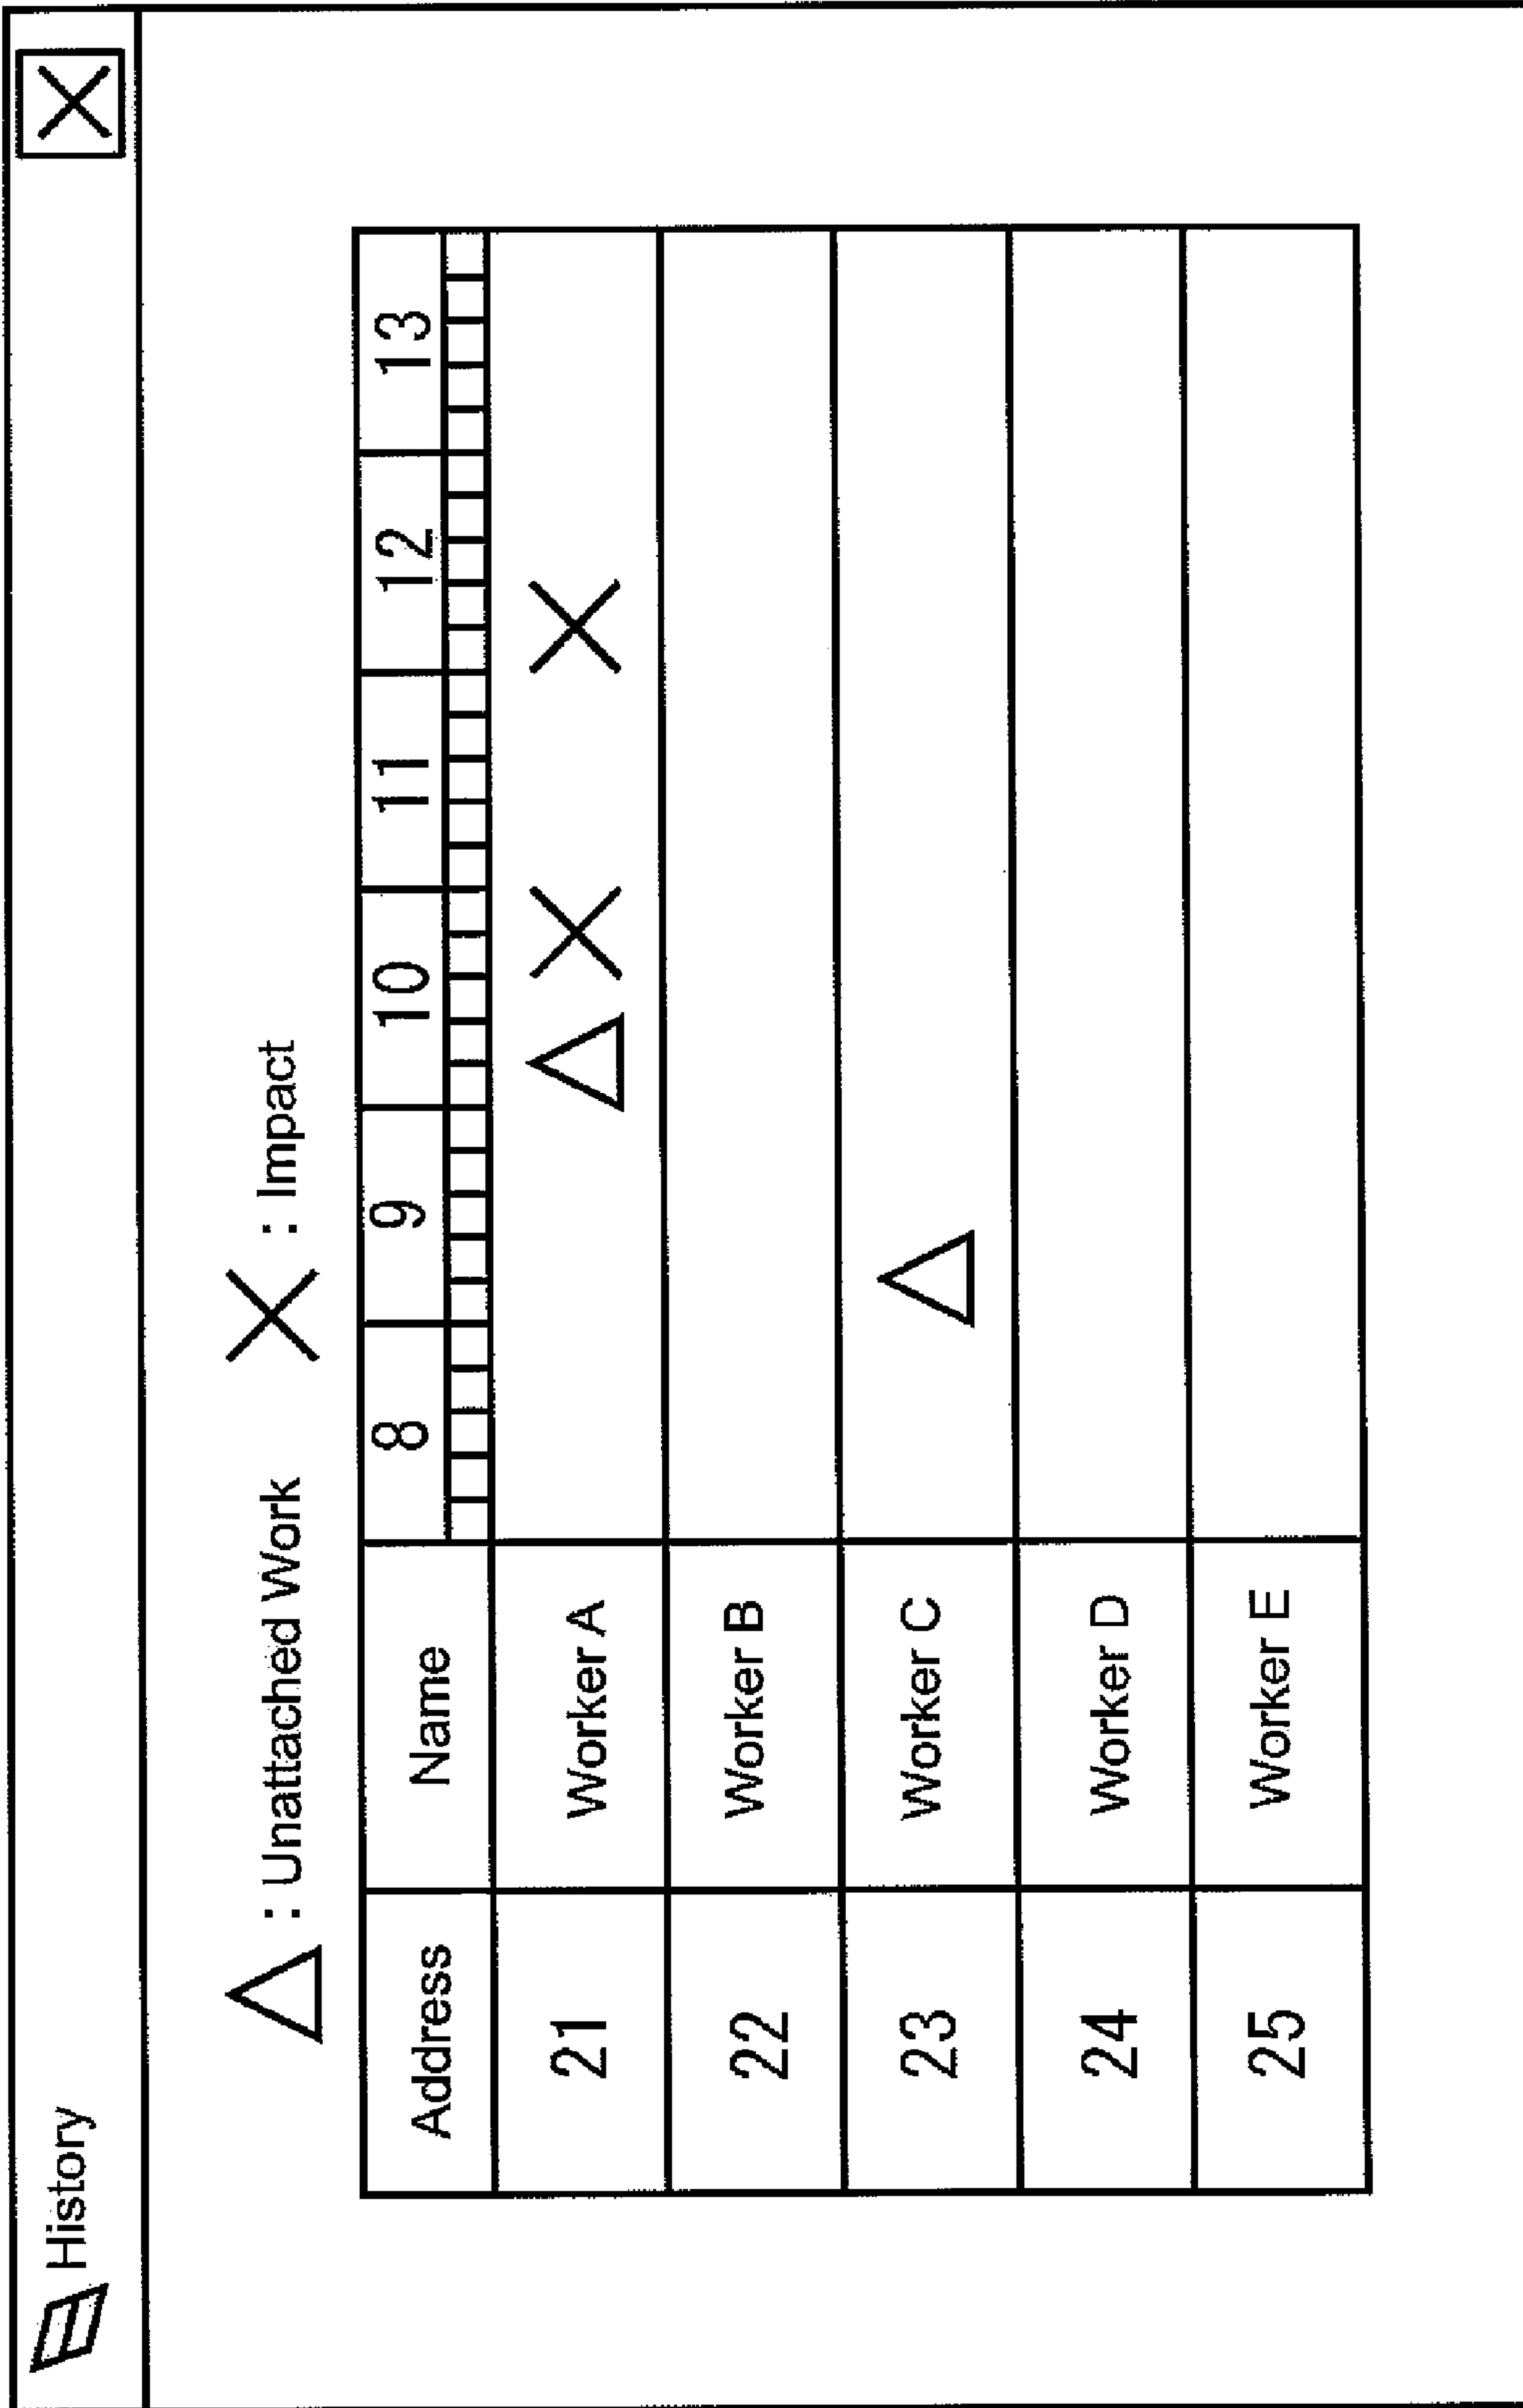 History
△ : Unattached Work × : Impact
Address Name 8 9 10 11 12 13
21 Worker A
22 Worker B
23 Worker C
24 Worker D
25 Worker E